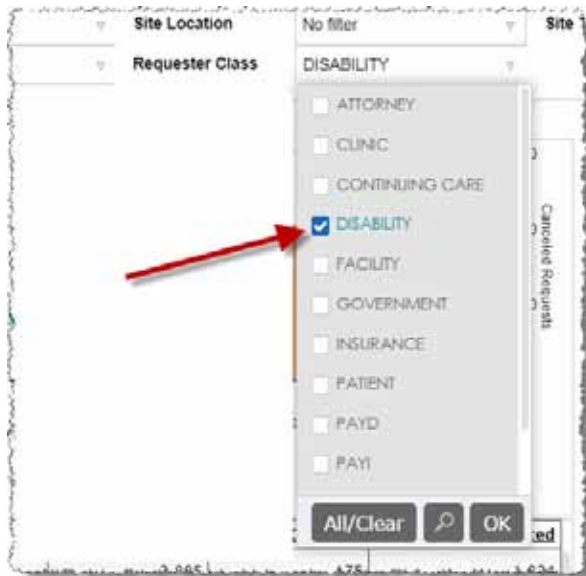 Site Location No filter Site
Requester Class DISABILITY
ATTORNEY
CLINIC
CONTINUING CARE
DISABILITY
FACILITY
GOVERNMENT
INSURANCE
PATIENT
PAYD
PAYI
Canceled Requests
All/Clear OK